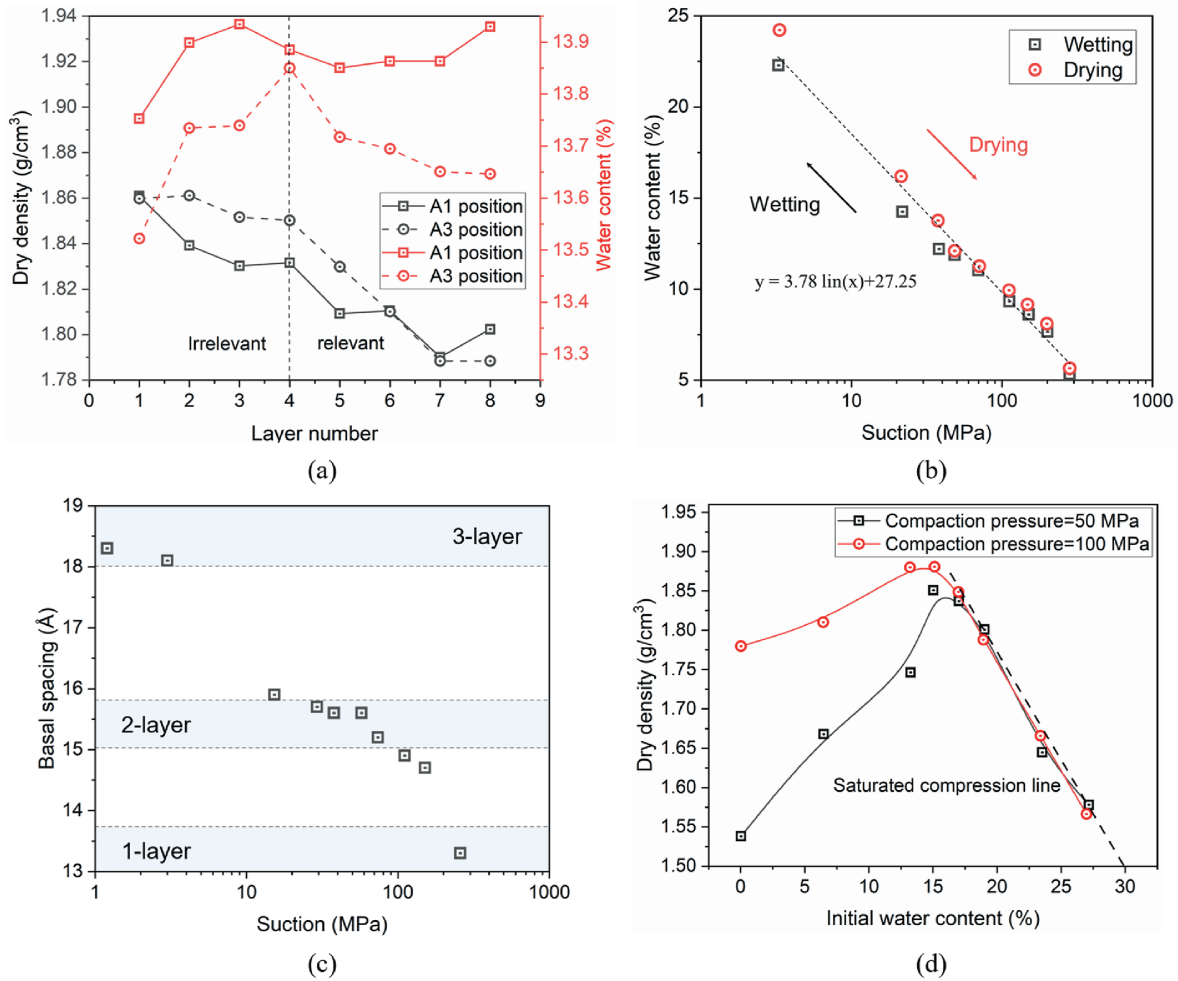 1.94
1.92
1.90
1.88
1.86
1.84
1.82
1.80
1.78
Dry density (g/cm³)
13.9
13.8
13.7
13.6
13.5
13.4
13.3
Water content (%)
A1 position
A3 position
A1 position
A3 position
Irrelevant
relevant
0 1 2 3 4 5 6 7 8 9
Layer number
(a)
25
20
15
10
5
Water content (%)
Wetting
Drying
Drying
Wetting
y = 3.78 lin(x)+27.25
1 10 100 1000
Suction (MPa)
(b)
19
18
17
16
15
14
13
Basal spacing (Å)
3-layer
2-layer
1-layer
1 10 100 1000
Suction (MPa)
(c)
1.95
1.90
1.85
1.80
1.75
1.70
1.65
1.60
1.55
1.50
Dry density (g/cm³)
Compaction pressure=50 MPa
Compaction pressure=100 MPa
Saturated compression line
0 5 10 15 20 25 30
Initial water content (%)
(d)